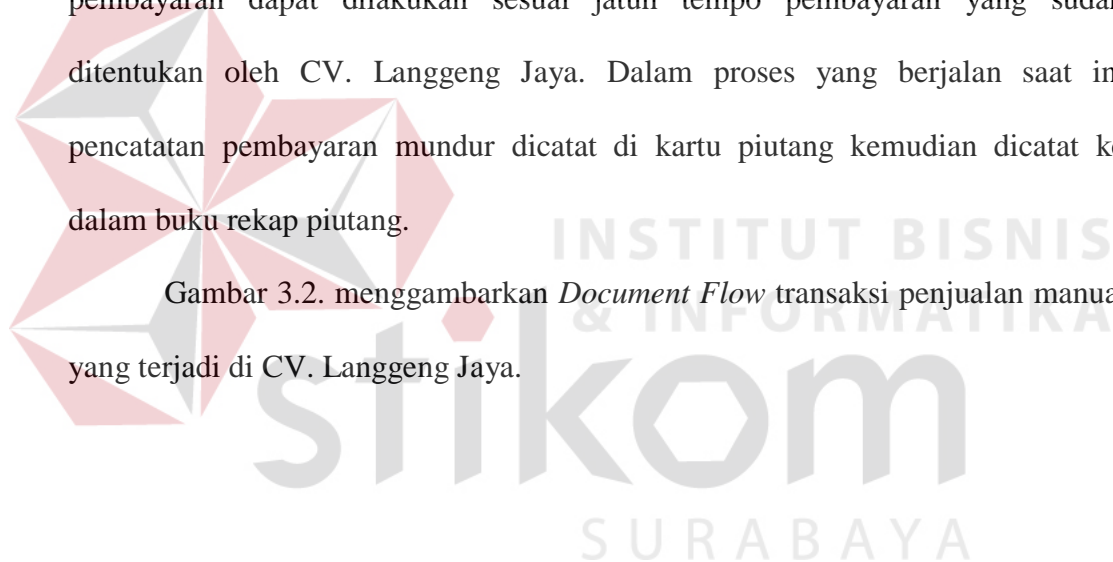 pembayaran dapat dilakukan sesuai jatuh tempo pembayaran yang sudah
ditentukan oleh CV. Langgeng Jaya. Dalam proses yang berjalan saat in
pencatatan pembayaran mundur dicatat di kartu piutang kemudian dicatat ke
dalam buku rekap piutang.
INSTITUT BISNIS
Gambar 3.2. menggambarkan Document Flow transaksi penjualan manua
& INFORMATIKA
yang terjadi di CV. Langgeng Jaya.
stikom
SURABAYA